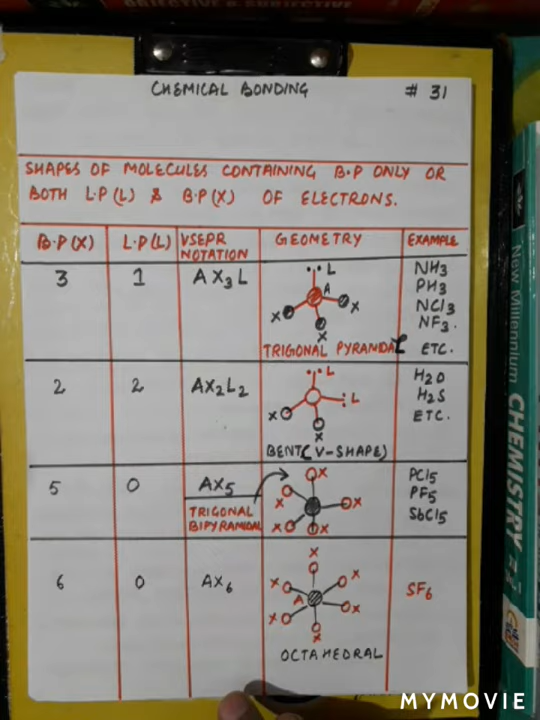 OBJECTIVE & SUBJECTIVE
CHEMICAL BONDING # 31
SHAPES OF MOLECULES CONTAINING B.P ONLY OR
BOTH L.P(L) & B.P(X) OF ELECTRONS.
B.P(X) L.P(L) VSEPR NOTATION GEOMETRY EXAMPLE
3 1 AX3L
L
A
X X
X
TRIGONAL PYRAMIDAL
NH3
PH3
NCl3
NF3.
ETC.
2 2 AX2L2
L
L
X
X
BENT(V-SHAPE)
H2O
H2S
ETC.
5 0 AX5
TRIGONAL
BIPYRAMIDAL
X
X X
X X
PCl5
PF5
SbCl5
6 0 AX6
X
X X
A
X X
X
OCTAHEDRAL
SF6
New Millennium CHEMISTRY
MYMOVIE